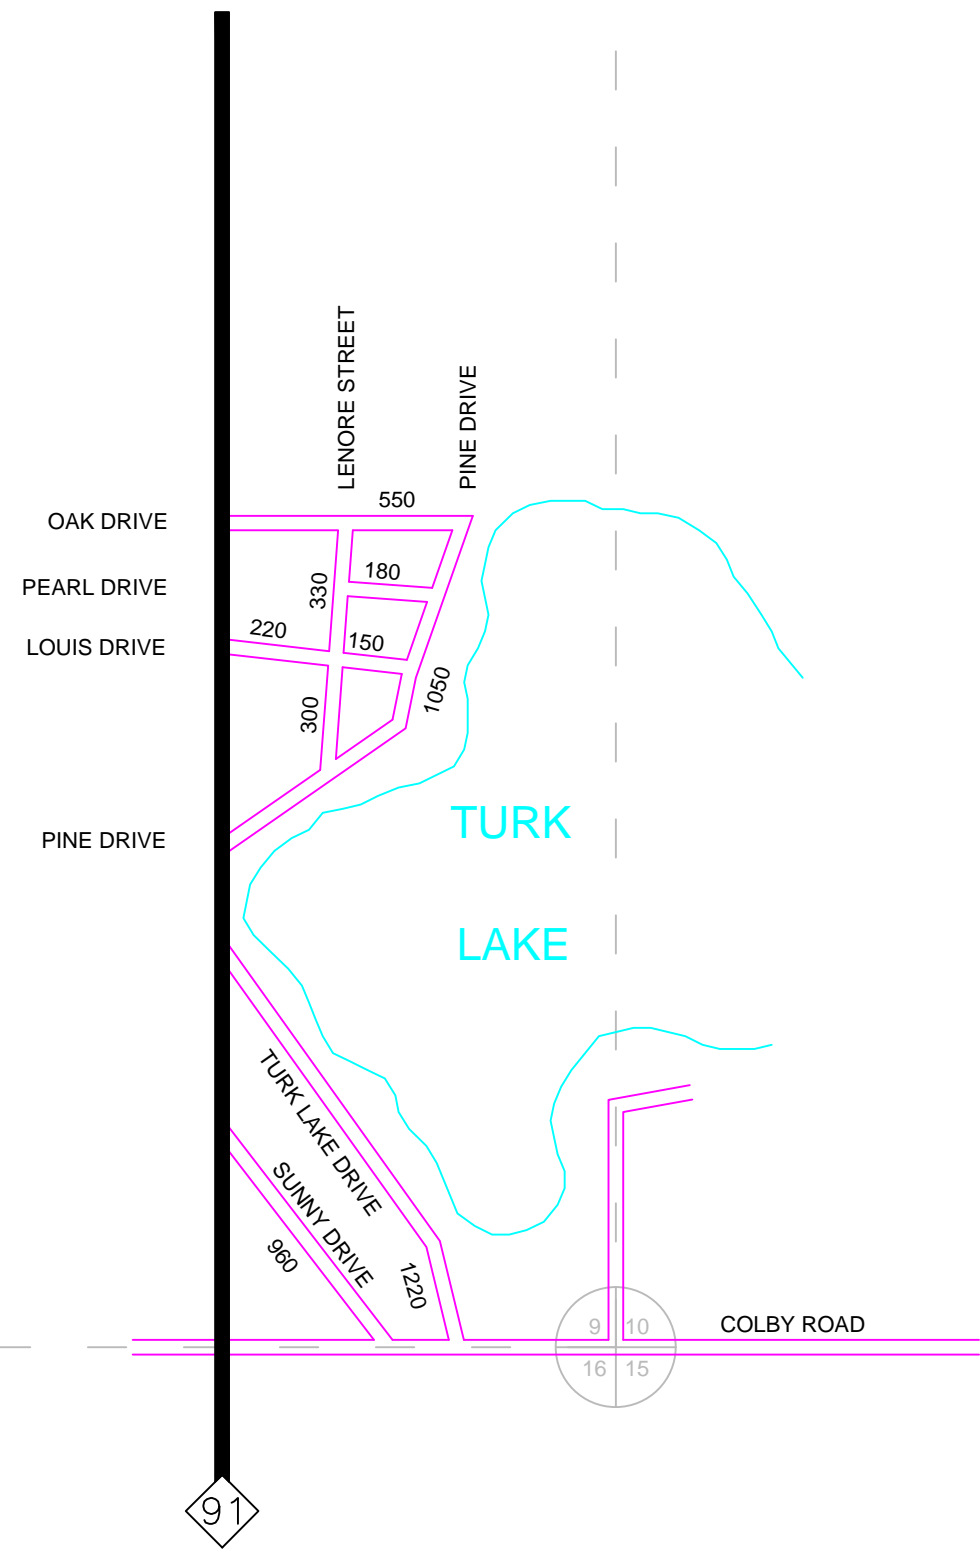 LENORE STREET
PINE DRIVE
550
OAK DRIVE
180
PEARL DRIVE
330
220
150
LOUIS DRIVE
1050
300
TURK
PINE DRIVE
LAKE
TURK LAKE DRIVE
SUNNY DRIVE
960
1220
COLBY ROAD
9 10
16 15
91